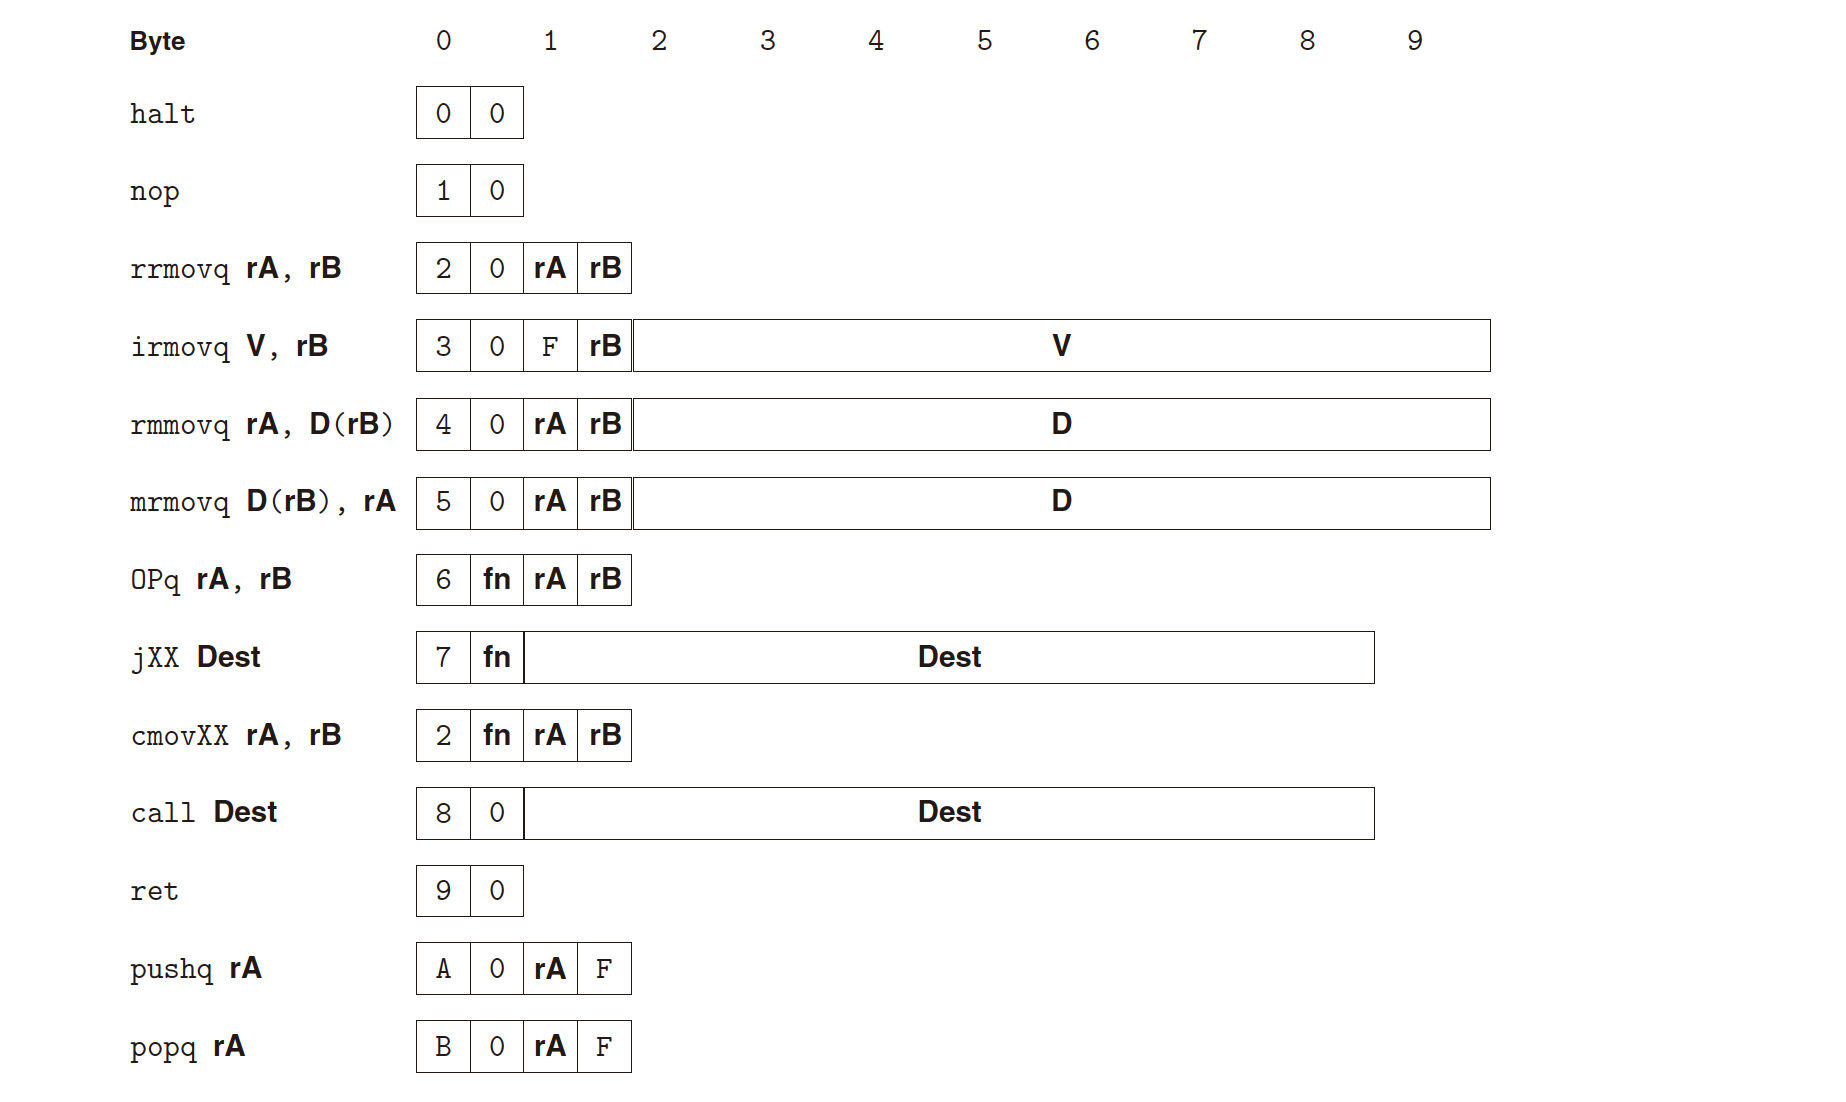 Byte 0 1 2 3 4 5 6 7 8 9
halt 0 0
nop 1 0
rrmovq rA, rB 2 0 rA rB
irmovq V, rB 3 0 F rB V
rmmovq rA, D(rB) 4 0 rA rB D
mrmovq D(rB), rA 5 0 rA rB D
OPq rA, rB 6 fn rA rB
jXX Dest 7 fn Dest
cmovXX rA, rB 2 fn rA rB
call Dest 8 0 Dest
ret 9 0
pushq rA A 0 rA F
popq rA B 0 rA F